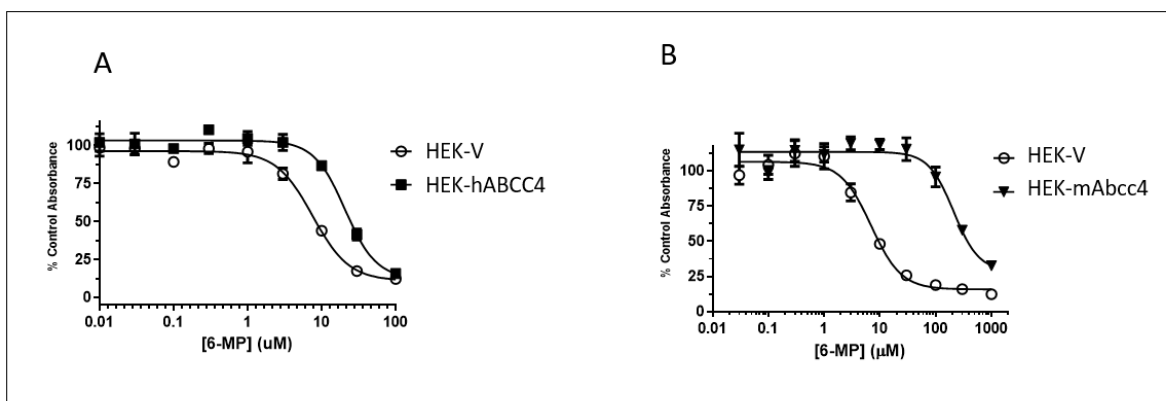 A
% Control Absorbance
100
75
50
25
0
0.01 0.1 1 10 100
[6-MP] (uM)
HEK-V
HEK-hABCC4
B
% Control Absorbance
100
75
50
25
0
0.01 0.1 1 10 100 1000
[6-MP] (μM)
HEK-V
HEK-mAbcc4